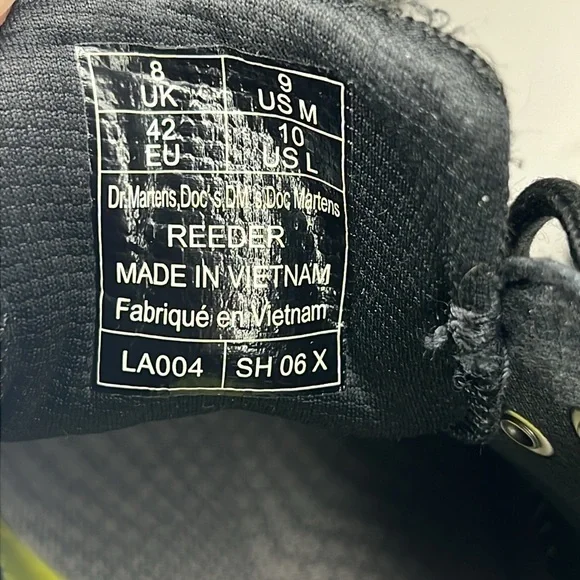 8 UK
9 US M
42 EU
10 US L
Dr.Martens,Doc's,DM's,Doc Martens
REEDER
MADE IN VIETNAM
Fabriqué en Vietnam
LA004
SH 06 X